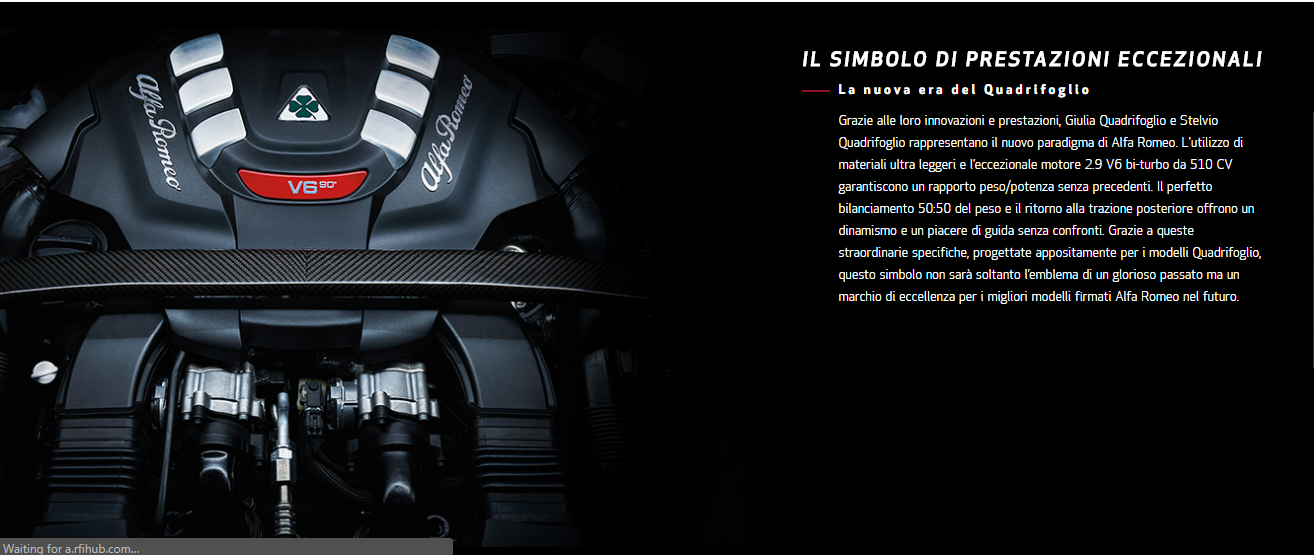 Alfa Romeo
Alfa Romeo
V6 90°
IL SIMBOLO DI PRESTAZIONI ECCEZIONALI
La nuova era del Quadrifoglio
Grazie alle loro innovazioni e prestazioni, Giulia Quadrifoglio e Stelvio
Quadrifoglio rappresentano il nuovo paradigma di Alfa Romeo. L'utilizzo di
materiali ultra leggeri e l'eccezionale motore 2.9 V6 bi-turbo da 510 CV
garantiscono un rapporto peso/potenza senza precedenti. Il perfetto
bilanciamento 50:50 del peso e il ritorno alla trazione posteriore offrono un
dinamismo e un piacere di guida senza confronti. Grazie a queste
straordinarie specifiche, progettate appositamente per i modelli Quadrifoglio,
questo simbolo non sarà soltanto l'emblema di un glorioso passato ma un
marchio di eccellenza per i migliori modelli firmati Alfa Romeo nel futuro.
Waiting for a.rfihub.com...